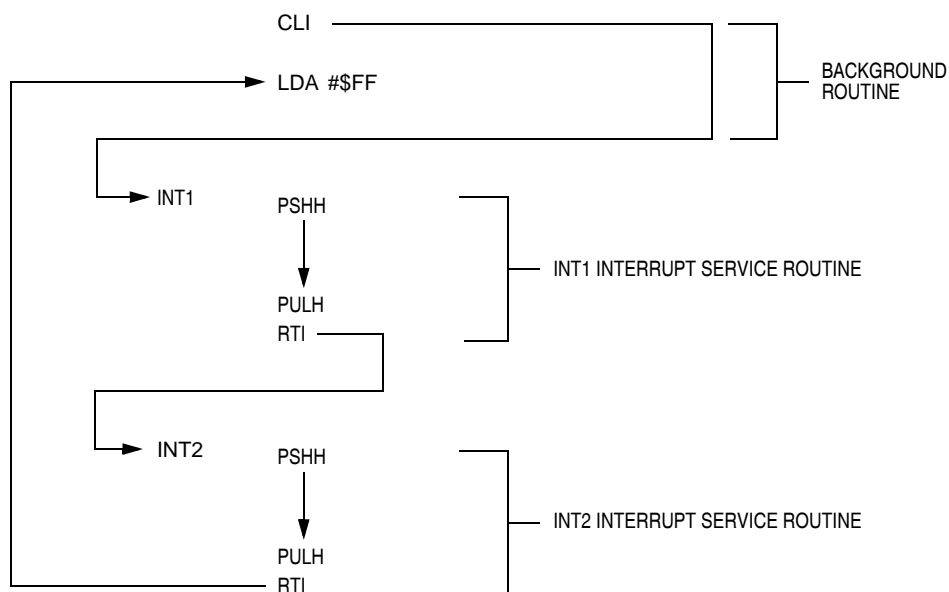 CLI
LDA #$FF
BACKGROUND
ROUTINE
INT1
PSHH
INT1 INTERRUPT SERVICE ROUTINE
PULH
RTI
INT2
PSHH
INT2 INTERRUPT SERVICE ROUTINE
PULH
RTI